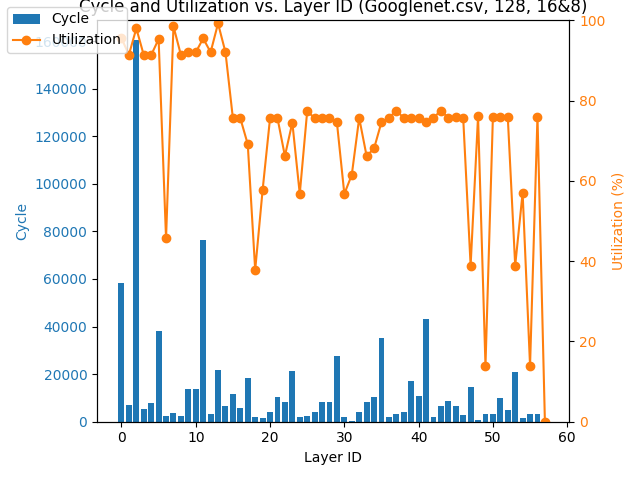 Cycle and Utilization vs. Layer ID (Googlenet.csv, 128, 16&8)
Cycle
Utilization
160000
140000
120000
100000
80000
60000
40000
20000
0
Cycle
100
80
60
40
20
0
Utilization (%)
0 10 20 30 40 50 60
Layer ID